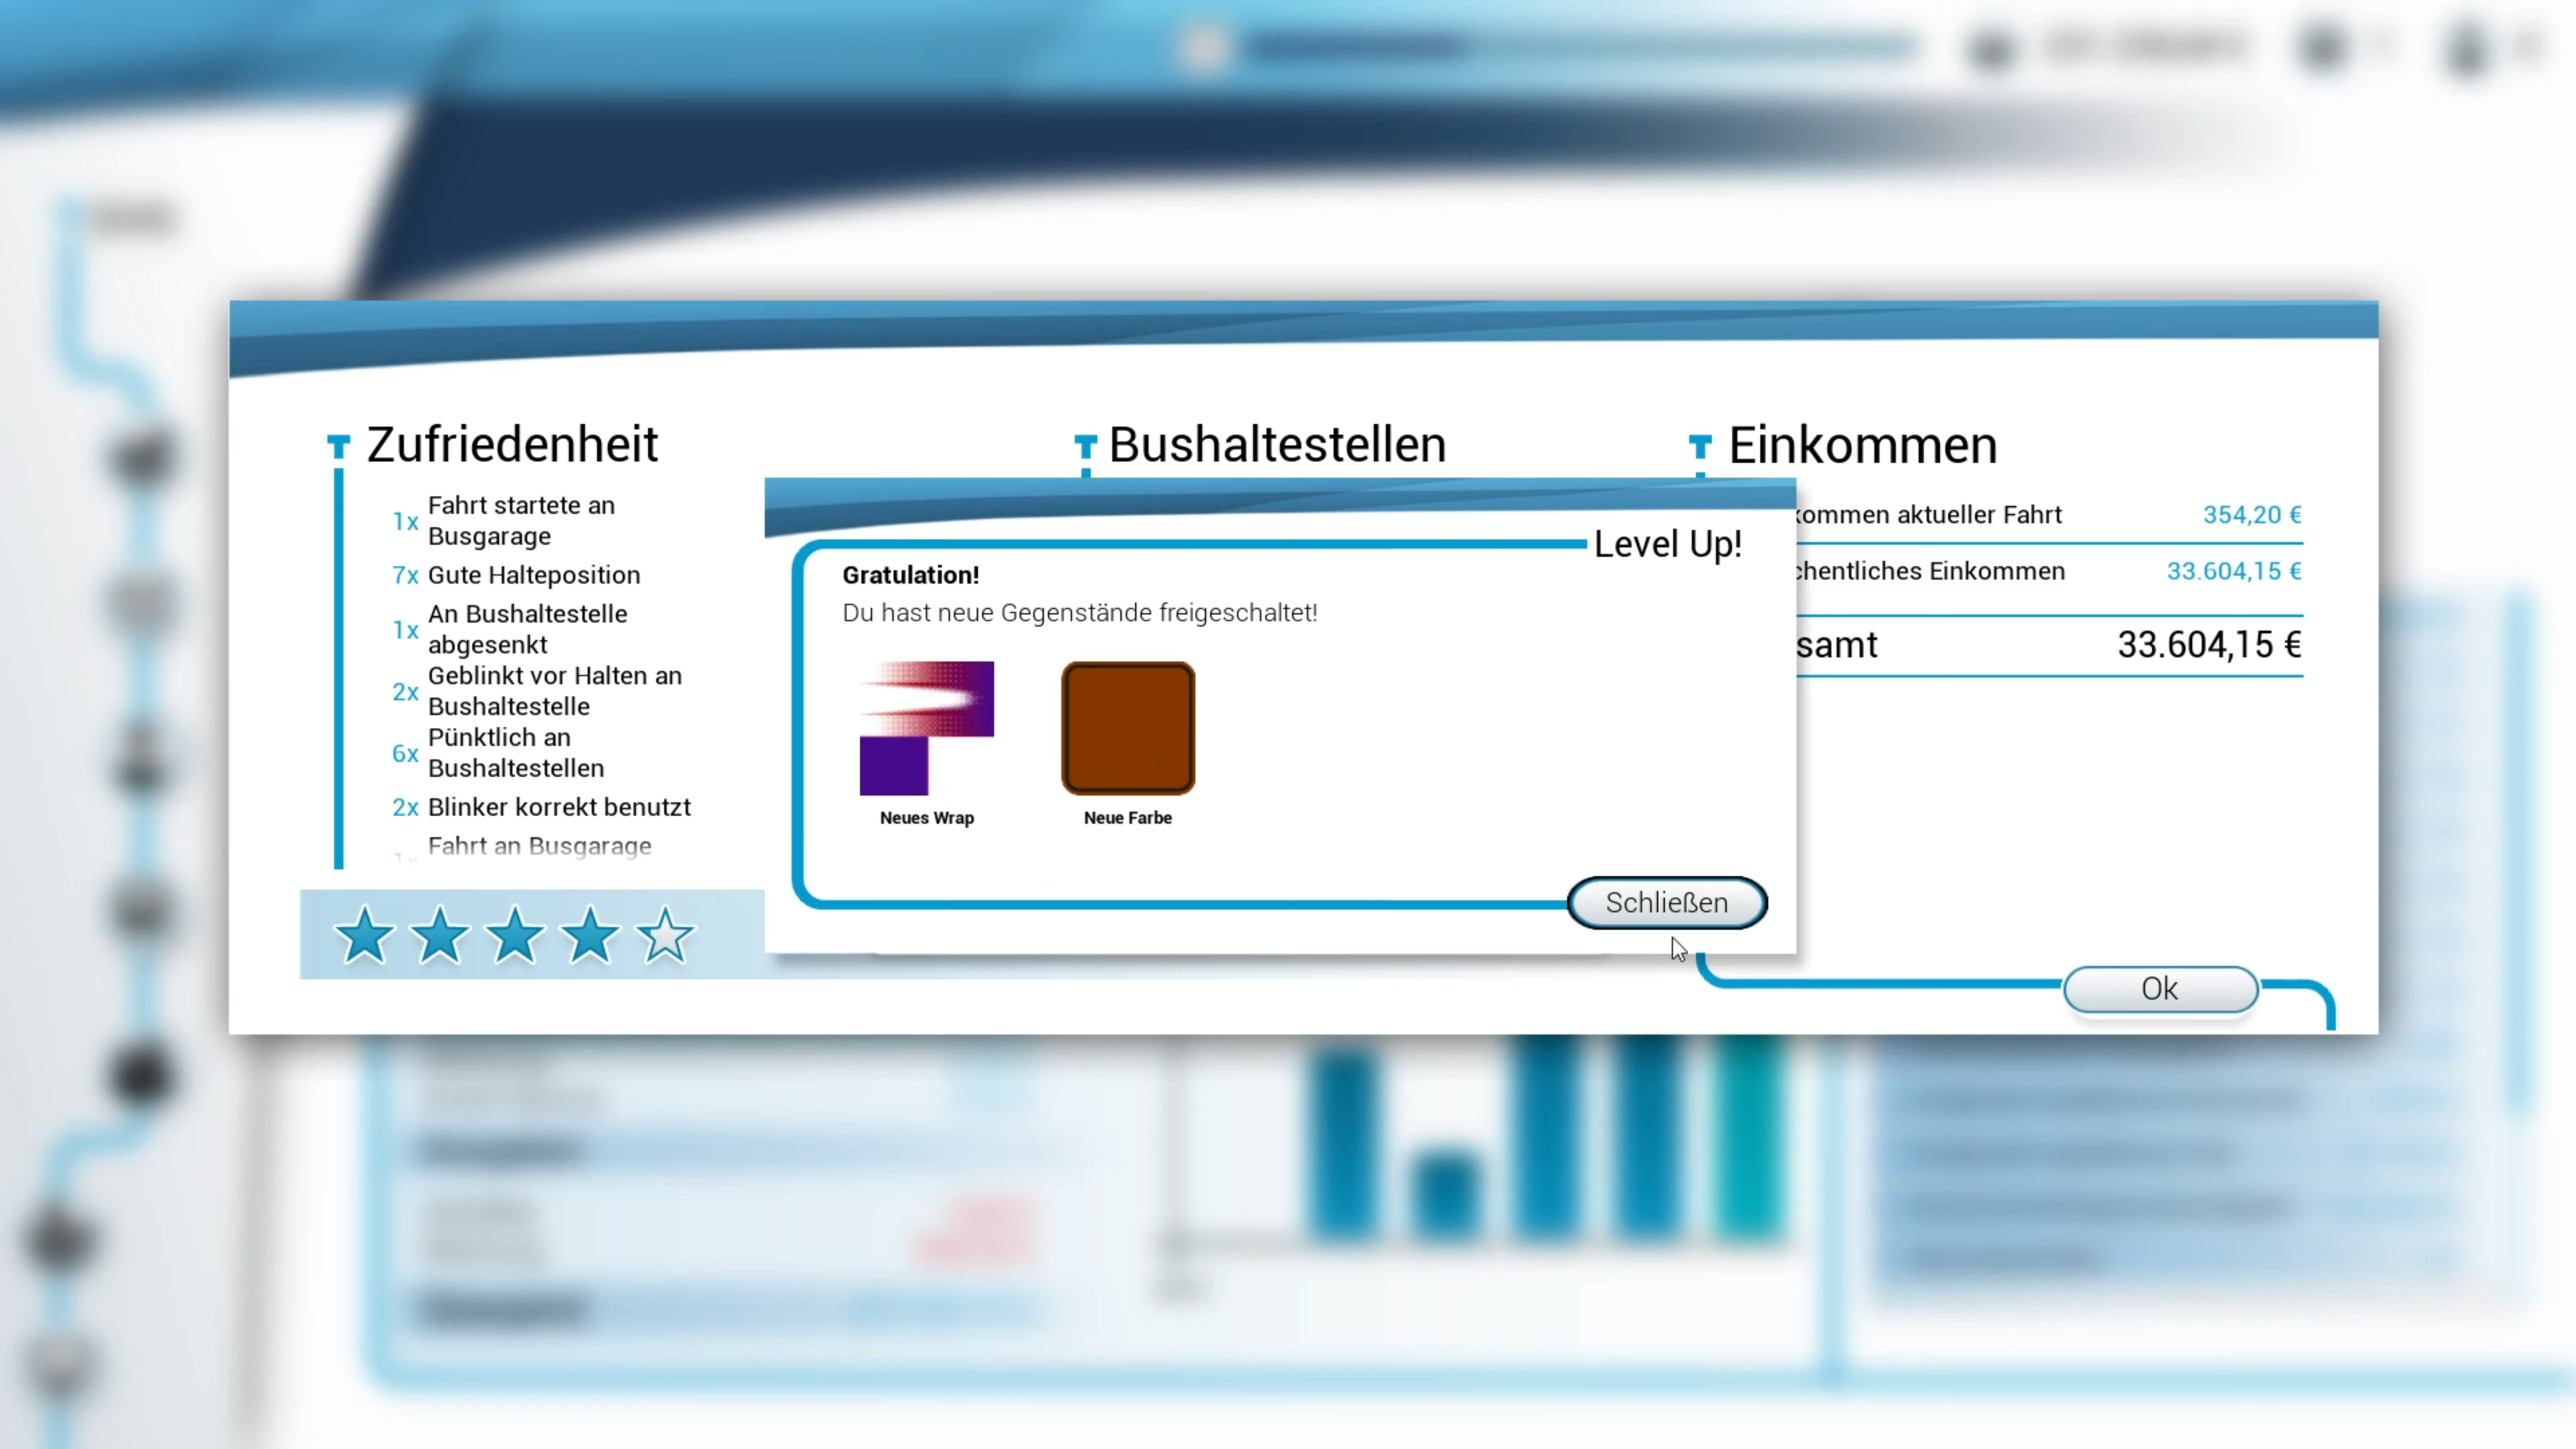 Zufriedenheit
Bushaltestellen
Einkommen
1x Fahrt startete an
Busgarage
7x Gute Halteposition
1x An Bushaltestelle
abgesenkt
2x Geblinkt vor Halten an
Bushaltestelle
6x Pünktlich an
Bushaltestellen
2x Blinker korrekt benutzt
1x Fahrt an Busgarage
Level Up!
Gratulation!
Du hast neue Gegenstände freigeschaltet!
Neues Wrap
Neue Farbe
Schließen
kommen aktueller Fahrt 354,20 €
chentliches Einkommen 33.604,15 €
samt 33.604,15 €
Ok